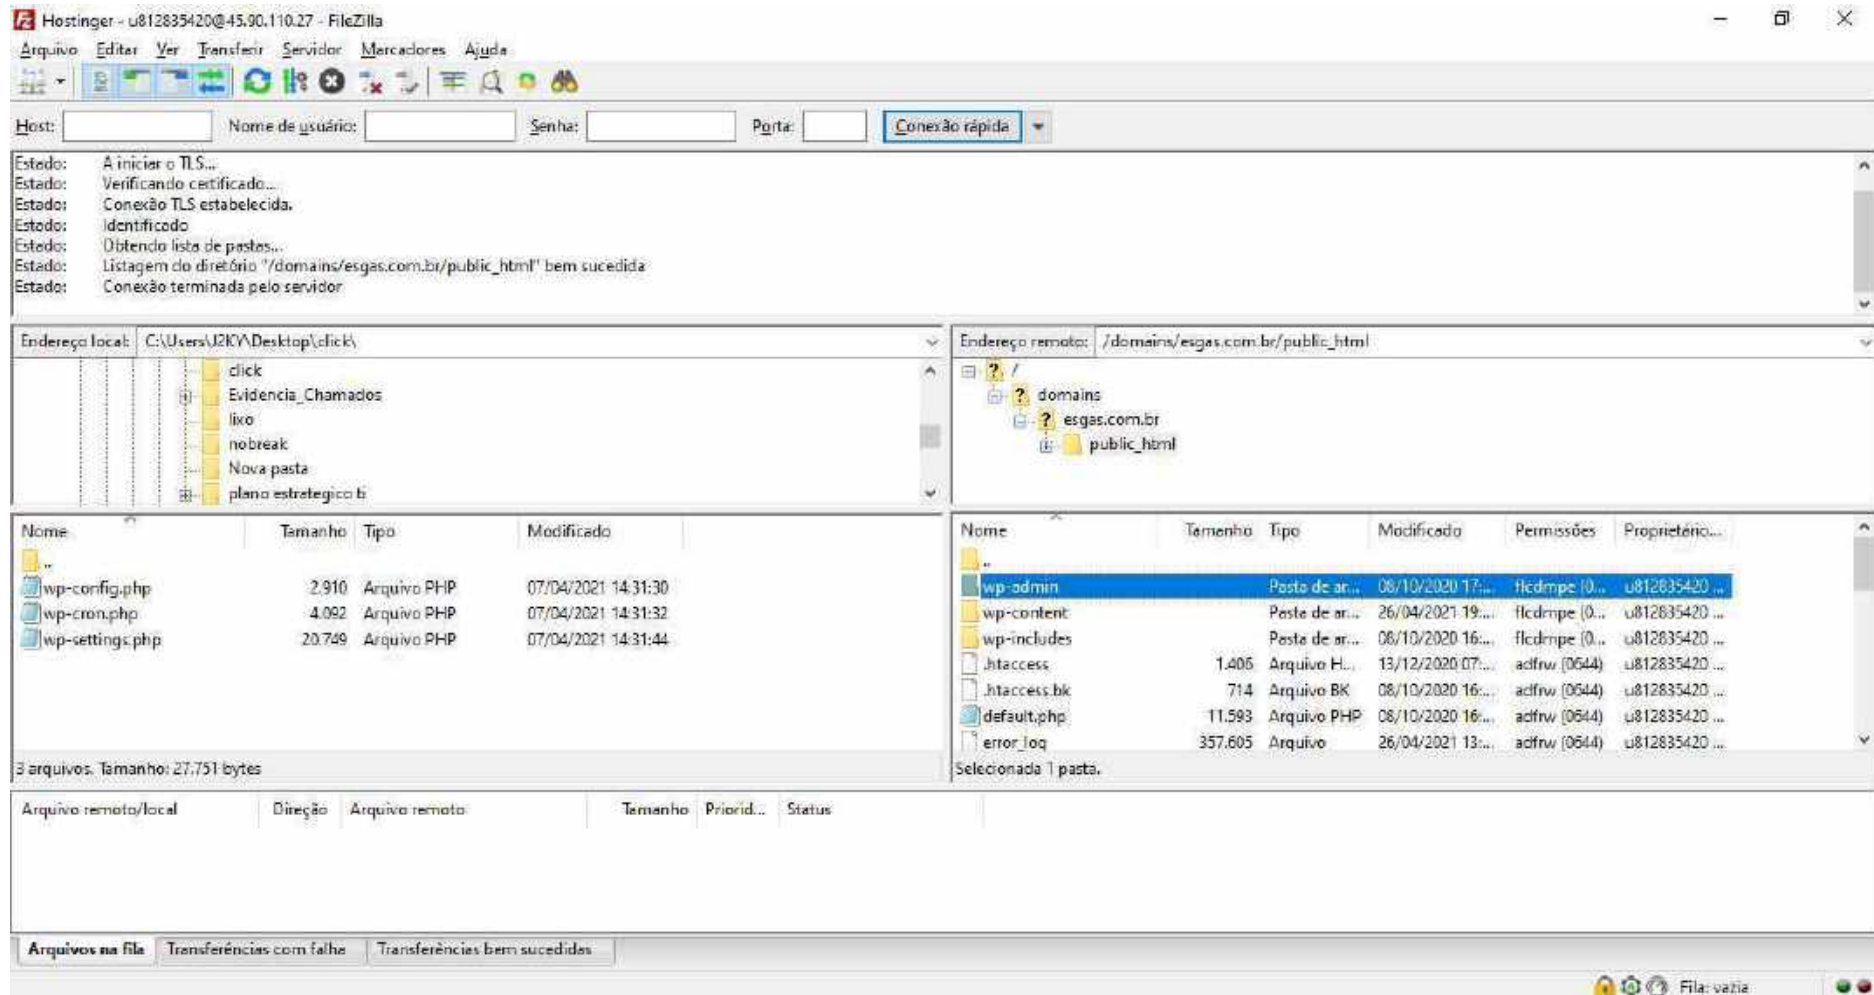 Hostinger - u812835420@45.90.110.27 - FileZilla
Arquivo Editar Ver Transferir Servidor Marcadores Ajuda
Host: Nome de usuário: Senha: Porta: Conexão rápida
Estado: A iniciar o TLS...
Estado: Verificando certificado...
Estado: Conexão TLS estabelecida.
Estado: Identificado
Estado: Obtendo lista de pastas...
Estado: Listagem do diretório "/domains/esgas.com.br/public_html" bem sucedida
Estado: Conexão terminada pelo servidor
Endereço local: C:\Users\J2KY\Desktop\click\
click
Evidencia_Chamados
lixo
nobreak
Nova pasta
plano estrategico ti
Endereço remoto: /domains/esgas.com.br/public_html
/
domains
esgas.com.br
public_html
Nome Tamanho Tipo Modificado
..
wp-config.php 2.910 Arquivo PHP 07/04/2021 14:31:30
wp-cron.php 4.092 Arquivo PHP 07/04/2021 14:31:32
wp-settings.php 20.749 Arquivo PHP 07/04/2021 14:31:44
3 arquivos. Tamanho: 27.751 bytes
Nome Tamanho Tipo Modificado Permissões Proprietário...
..
wp-admin Pasta de ar... 08/10/2020 17:... flcdmpe (0... u812835420 ...
wp-content Pasta de ar... 26/04/2021 19:... flcdmpe (0... u812835420 ...
wp-includes Pasta de ar... 08/10/2020 16:... flcdmpe (0... u812835420 ...
.htaccess 1.406 Arquivo H... 13/12/2020 07:... adfrw (0644) u812835420 ...
.htaccess.bk 714 Arquivo BK 08/10/2020 16:... adfrw (0644) u812835420 ...
default.php 11.593 Arquivo PHP 08/10/2020 16:... adfrw (0644) u812835420 ...
error_log 357.605 Arquivo 26/04/2021 13:... adfrw (0644) u812835420 ...
Selecionada 1 pasta.
Arquivo remoto/local Direção Arquivo remoto Tamanho Priorid... Status
Arquivos na fila Transferências com falha Transferências bem sucedidas
Fila: vazia